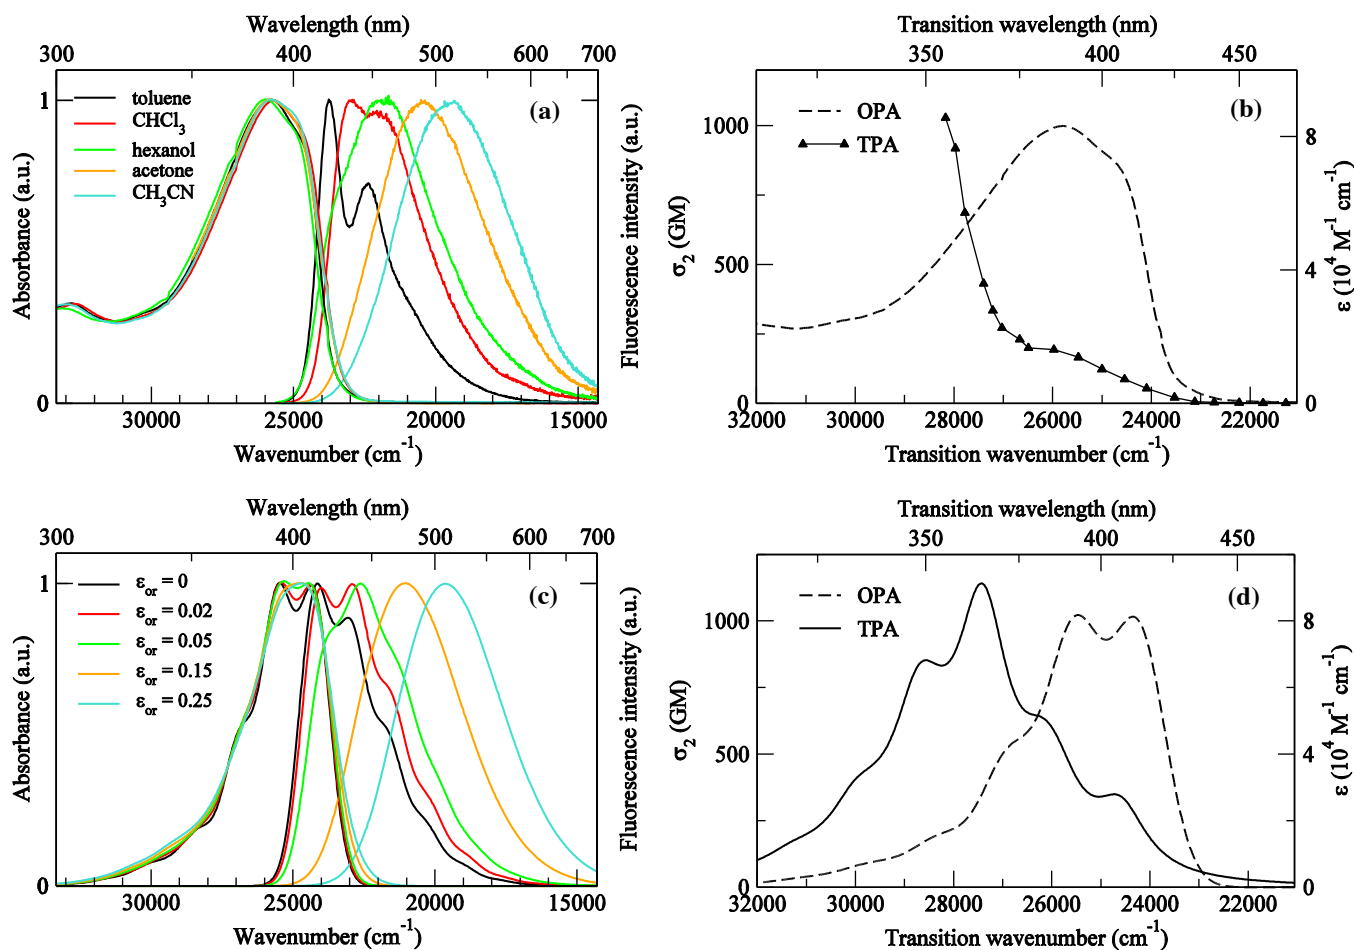 Wavelength (nm)
300 400 500 600 700
toluene
CHCl3
hexanol
acetone
CH3CN
(a)
1
0
Absorbance (a.u.)
Fluorescence intensity (a.u.)
30000 25000 20000 15000
Wavenumber (cm-1)
Transition wavelength (nm)
350 400 450
OPA
TPA
(b)
1000
500
0
σ2 (GM)
8
4
0
ε (10^4 M-1 cm-1)
32000 30000 28000 26000 24000 22000
Transition wavenumber (cm-1)
Wavelength (nm)
300 400 500 600 700
εor = 0
εor = 0.02
εor = 0.05
εor = 0.15
εor = 0.25
(c)
1
0
Absorbance (a.u.)
Fluorescence intensity (a.u.)
30000 25000 20000 15000
Wavenumber (cm-1)
Transition wavelength (nm)
350 400 450
OPA
TPA
(d)
1000
500
0
σ2 (GM)
8
4
0
ε (10^4 M-1 cm-1)
32000 30000 28000 26000 24000 22000
Transition wavenumber (cm-1)